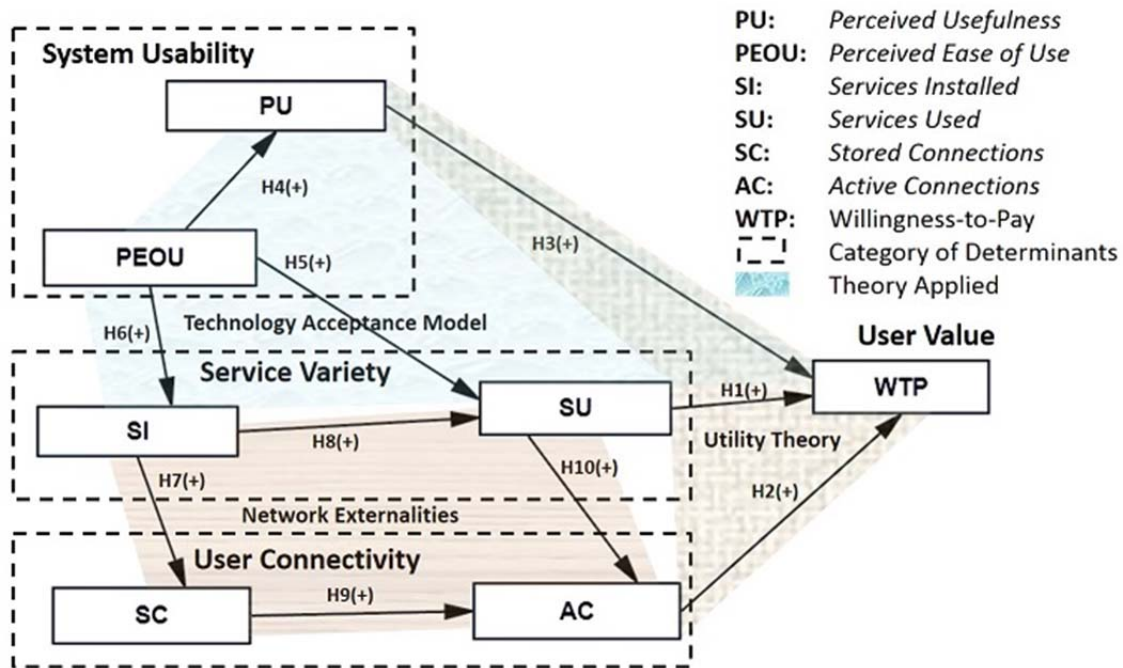 System Usability
PU
H4(+)
PEOU
H5(+)
H3(+)
H6(+)
Technology Acceptance Model
Service Variety
SI
SU
H8(+)
H1(+)
Utility Theory
H7(+)
H10(+)
H2(+)
Network Externalities
User Connectivity
SC
H9(+)
AC
User Value
WTP
PU: Perceived Usefulness
PEOU: Perceived Ease of Use
SI: Services Installed
SU: Services Used
SC: Stored Connections
AC: Active Connections
WTP: Willingness-to-Pay
Category of Determinants
Theory Applied